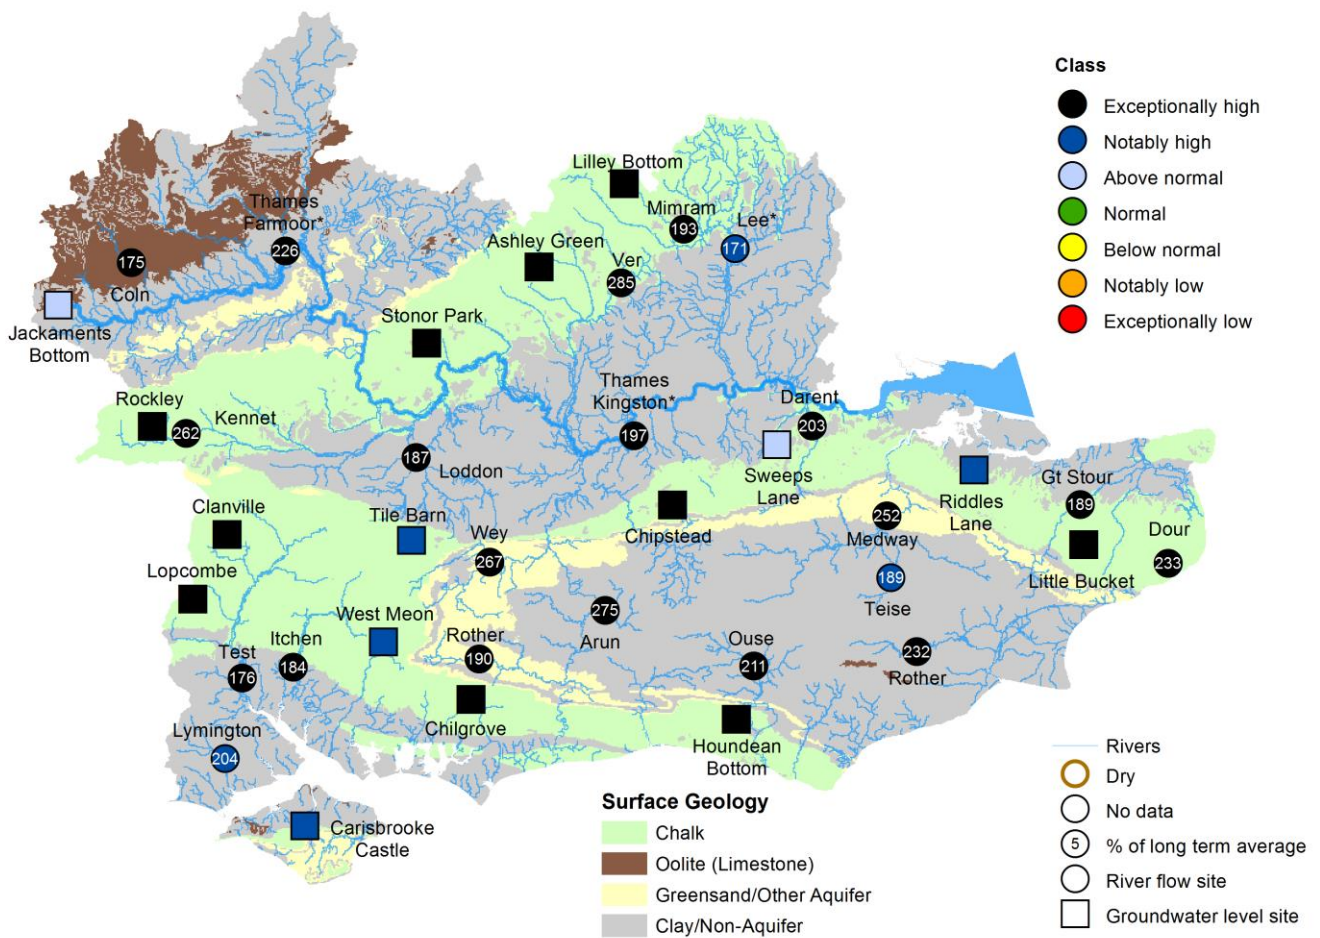 Class
Exceptionally high
Notably high
Above normal
Normal
Below normal
Notably low
Exceptionally low
Lilley Bottom
Mimram
193
Lee*
171
Thames
Farmoor*
226
Ashley Green
Ver
285
175
Coln
Jackaments
Bottom
Stonor Park
Thames
Kingston*
197
Darent
203
Rockley
262
Kennet
187
Loddon
Sweeps
Lane
Riddles
Lane
Gt Stour
189
Clanville
Tile Barn
Wey
267
Chipstead
252
Medway
Dour
233
Little Bucket
189
Teise
Lopcombe
West Meon
275
Arun
Itchen
184
Test
176
Rother
190
Ouse
211
232
Rother
Chilgrove
Houndean
Bottom
Lymington
204
Carisbrooke
Castle
Surface Geology
Chalk
Oolite (Limestone)
Greensand/Other Aquifer
Clay/Non-Aquifer
Rivers
Dry
No data
5
% of long term average
River flow site
Groundwater level site